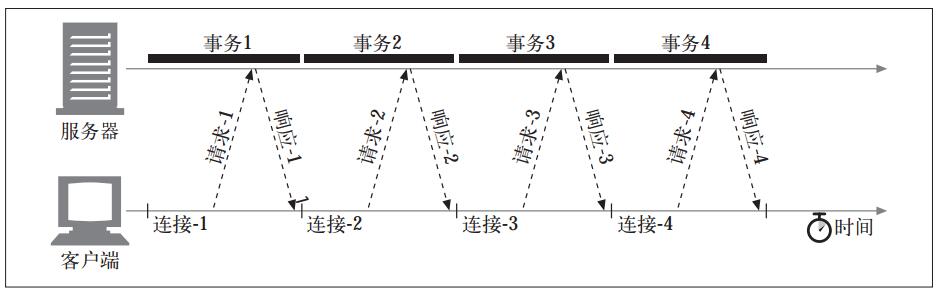 事务1
事务2
事务3
事务4
服务器
请求-1
响应-1
请求-2
响应-2
请求-3
响应-3
请求-4
响应-4
连接-1
连接-2
连接-3
连接-4
时间
客户端